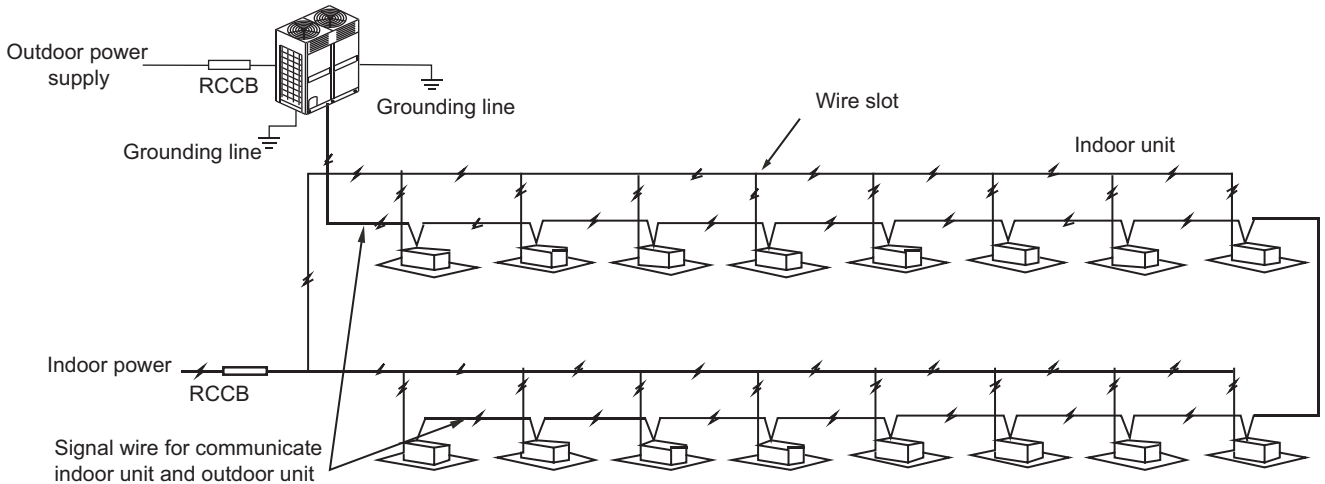 Outdoor power
supply
RCCB
Grounding line
Grounding line
Wire slot
Indoor unit
Indoor power
RCCB
Signal wire for communicate
indoor unit and outdoor unit